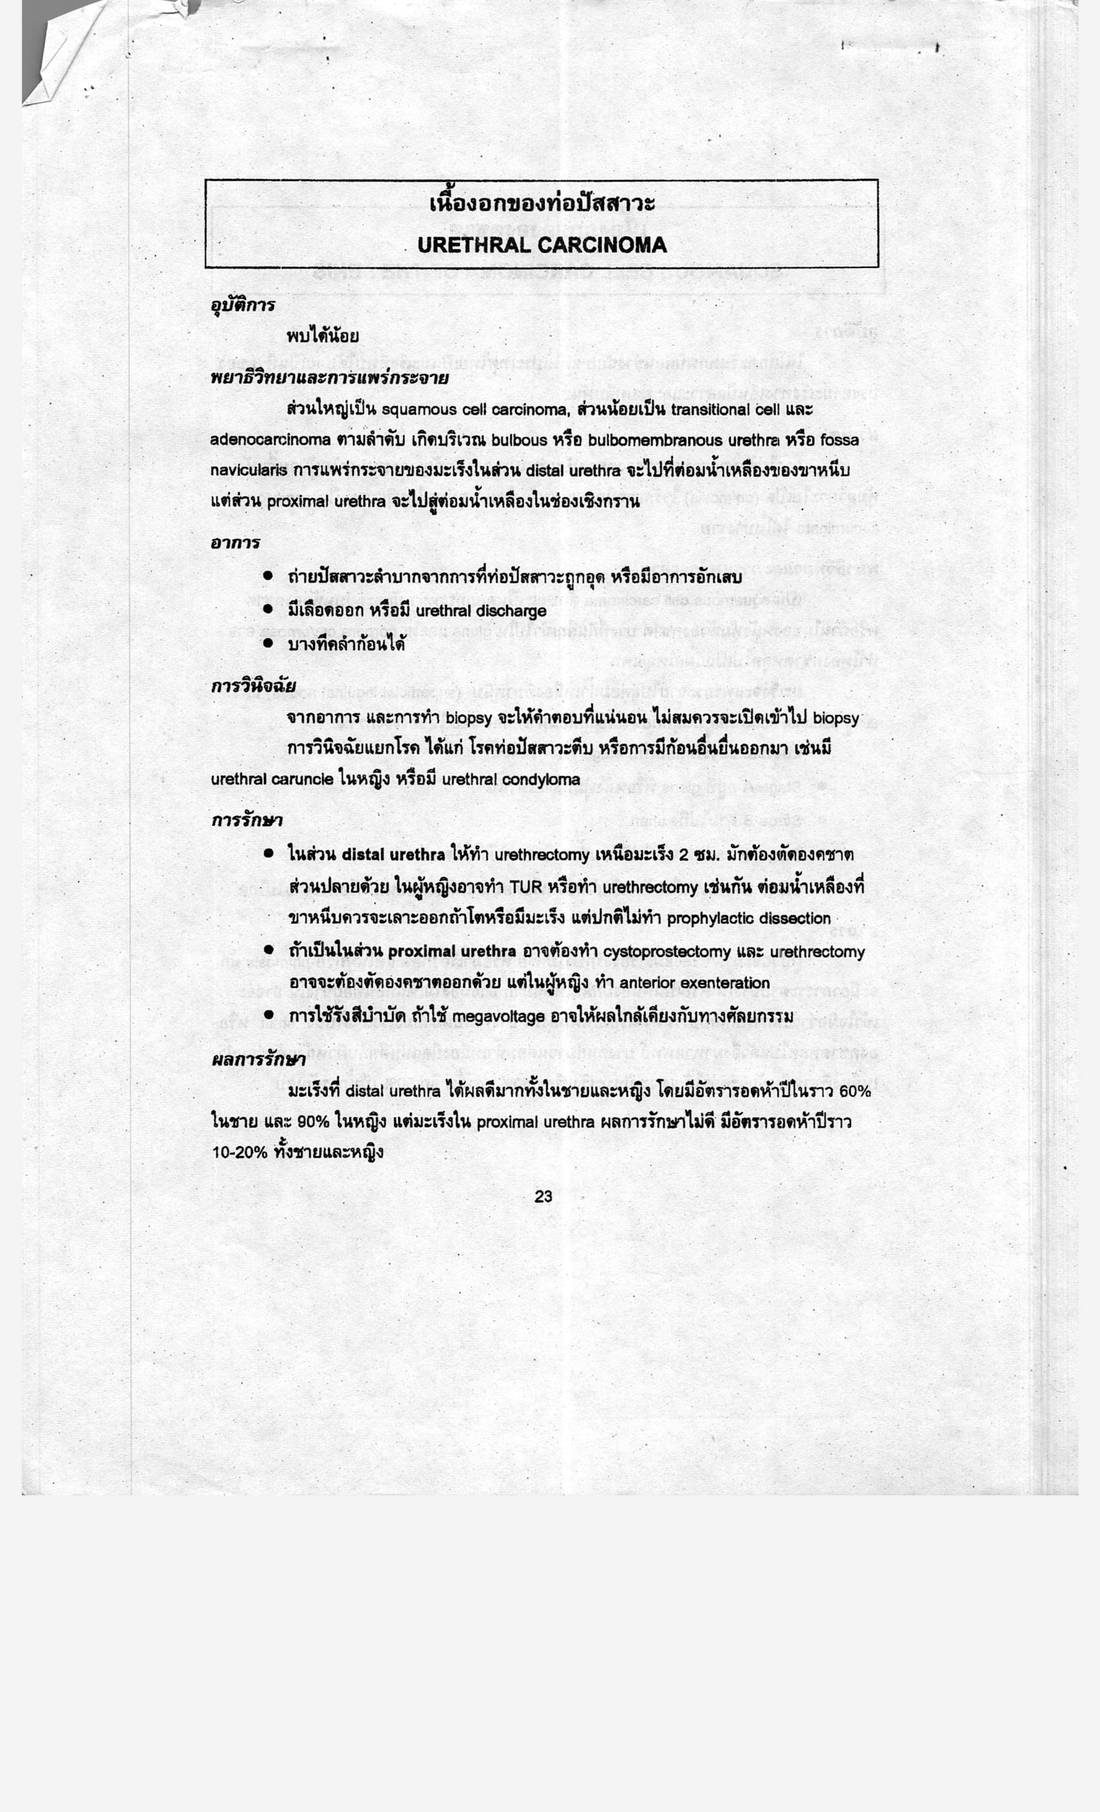 เนื้องอกของท่อปัสสาวะ
URETHRAL CARCINOMA
อุบัติการ
พบได้น้อย
พยาธิวิทยาและการแพร่กระจาย
ส่วนใหญ่เป็น squamous cell carcinoma, ส่วนน้อยเป็น transitional cell และ
adenocarcinoma ตามลำดับ เกิดบริเวณ bulbous หรือ bulbomembranous urethra หรือ fossa
navicularis การแพร่กระจายของมะเร็งในส่วน distal urethra จะไปที่ต่อมน้ำเหลืองของขาหนีบ
แต่ส่วน proximal urethra จะไปสู่ต่อมน้ำเหลืองในช่องเชิงกราน
อาการ
● ถ่ายปัสสาวะลำบากจากการที่ท่อปัสสาวะถูกอุด หรือมีอาการอักเสบ
● มีเลือดออก หรือมี urethral discharge
● บางทีคลำก้อนได้
การวินิจฉัย
จากอาการ และการทำ biopsy จะให้คำตอบที่แน่นอน ไม่สมควรจะเปิดเข้าไป biopsy
การวินิจฉัยแยกโรค ได้แก่ โรคท่อปัสสาวะตีบ หรือการมีก้อนอื่นยื่นออกมา เช่นมี
urethral caruncle ในหญิง หรือมี urethral condyloma
การรักษา
● ในส่วน distal urethra ให้ทำ urethrectomy เหนือมะเร็ง 2 ซม. มักต้องตัดองคชาต
ส่วนปลายด้วย ในผู้หญิงอาจทำ TUR หรือทำ urethrectomy เช่นกัน ต่อมน้ำเหลืองที่
ขาหนีบควรจะเลาะออกถ้าโตหรือมีมะเร็ง แต่ปกติไม่ทำ prophylactic dissection
● ถ้าเป็นในส่วน proximal urethra อาจต้องทำ cystoprostectomy และ urethrectomy
อาจจะต้องตัดองคชาตออกด้วย แต่ในผู้หญิง ทำ anterior exenteration
● การใช้รังสีบำบัด ถ้าใช้ megavoltage อาจให้ผลใกล้เคียงกับทางศัลยกรรม
ผลการรักษา
มะเร็งที่ distal urethra ได้ผลดีมากทั้งในชายและหญิง โดยมีอัตรารอดห้าปีในราว 60%
ในชาย และ 90% ในหญิง แต่มะเร็งใน proximal urethra ผลการรักษาไม่ดี มีอัตรารอดห้าปีราว
10-20% ทั้งชายและหญิง
23